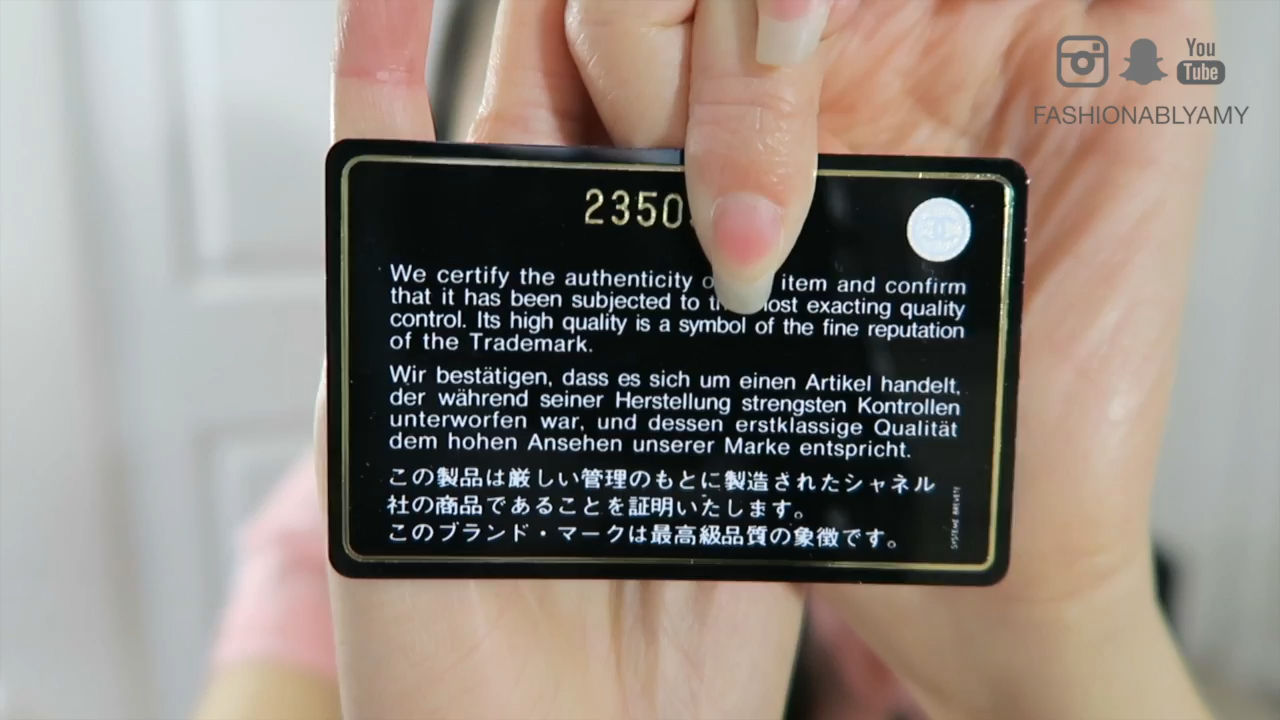 You
Tube
FASHIONABLYAMY
2350
We certify the authenticity item and confirm
that it has been subjected to exacting quality
control. Its high quality is a symbol of the fine reputation
of the Trademark.
Wir bestätigen, dass es sich um einen Artikel handelt,
der während seiner Herstellung strengsten Kontrollen
unterworfen war, und dessen erstklassige Qualität
dem hohen Ansehen unserer Marke entspricht.
この製品は厳しい管理のもとに製造されたシャネル
社の商品であることを証明いたします。
このブランド・マークは最高級品質の象徴です。
SYSTEME BREVETE